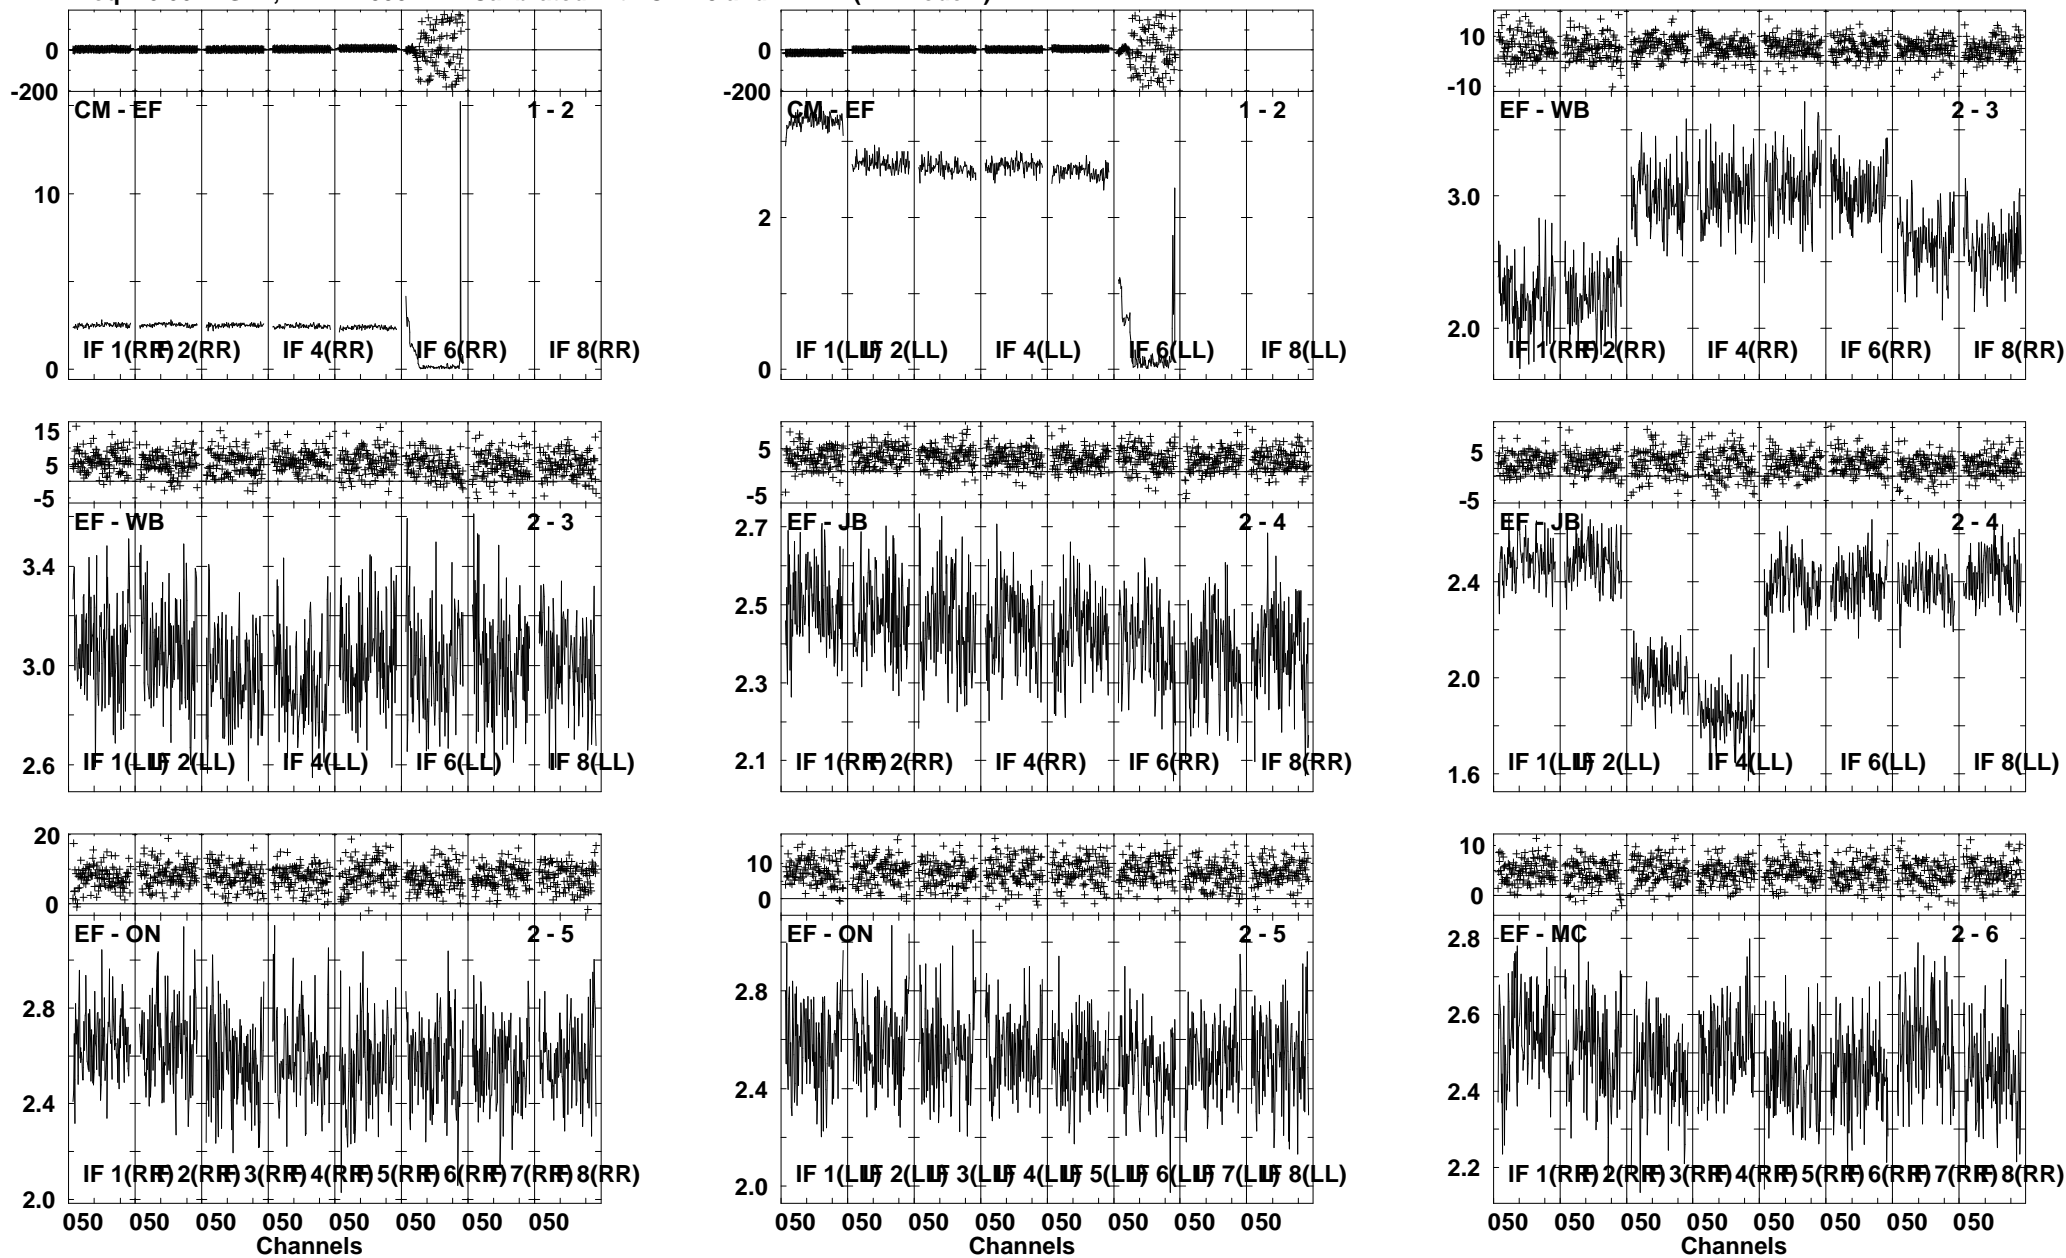 0
-200
CM - EF 1 - 2
10
0
IF 1(RR) IF 2(RR) IF 4(RR) IF 6(RR) IF 8(RR)
0
-200
CM - EF 1 - 2
2
0
IF 1(LL) IF 2(LL) IF 4(LL) IF 6(LL) IF 8(LL)
10
-10
EF - WB 2 - 3
3.0
2.0
IF 1(RR) IF 2(RR) IF 4(RR) IF 6(RR) IF 8(RR)
15
5
-5
EF - WB 2 - 3
3.4
3.0
2.6
IF 1(LL) IF 2(LL) IF 4(LL) IF 6(LL) IF 8(LL)
5
-5
EF - JB 2 - 4
2.7
2.5
2.3
2.1
IF 1(RR) IF 2(RR) IF 4(RR) IF 6(RR) IF 8(RR)
5
-5
EF - JB 2 - 4
2.4
2.0
1.6
IF 1(LL) IF 2(LL) IF 4(LL) IF 6(LL) IF 8(LL)
20
0
EF - ON 2 - 5
2.8
2.4
2.0
IF 1(RR) IF 2(RR) IF 3(RR) IF 4(RR) IF 5(RR) IF 6(RR) IF 7(RR) IF 8(RR)
050 050 050 050 050 050 050 050
Channels
10
0
EF - ON 2 - 5
2.8
2.4
2.0
IF 1(LL) IF 2(LL) IF 3(LL) IF 4(LL) IF 5(LL) IF 6(LL) IF 7(LL) IF 8(LL)
050 050 050 050 050 050 050 050
Channels
10
0
EF - MC 2 - 6
2.8
2.6
2.4
2.2
IF 1(RR) IF 2(RR) IF 3(RR) IF 4(RR) IF 5(RR) IF 6(RR) IF 7(RR) IF 8(RR)
050 050 050 050 050 050 050 050
Channels